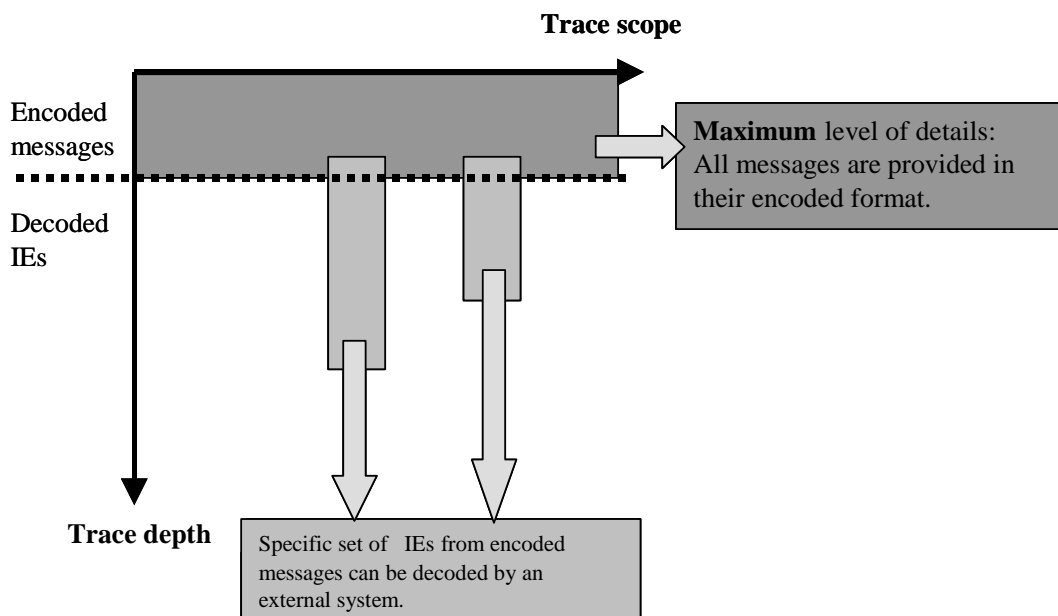 Trace scope
Encoded
messages
Maximum level of details:
All messages are provided in
their encoded format.
Decoded
IEs
Trace depth
Specific set of IEs from encoded
messages can be decoded by an
external system.